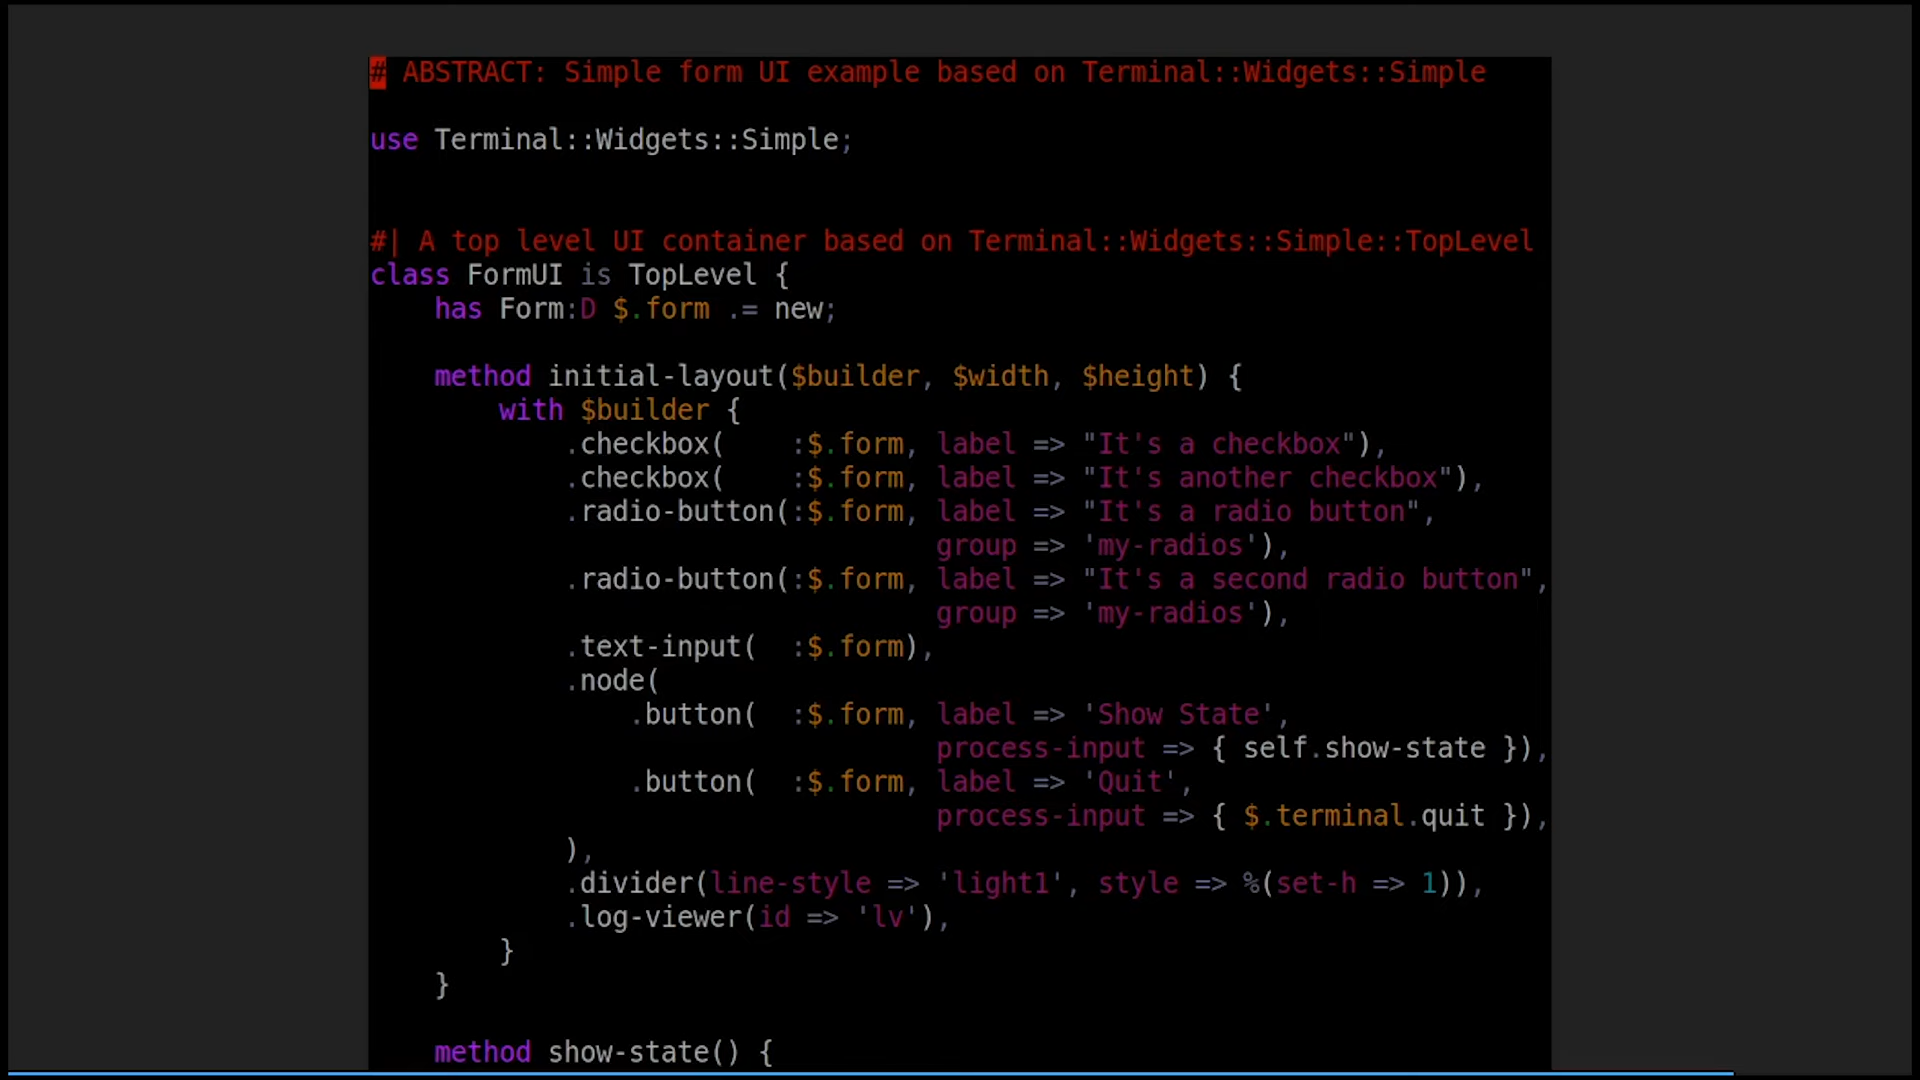 # ABSTRACT: Simple form UI example based on Terminal::Widgets::Simple
use Terminal::Widgets::Simple;
#| A top level UI container based on Terminal::Widgets::Simple::TopLevel
class FormUI is TopLevel {
    has Form:D $.form .= new;
    method initial-layout($builder, $width, $height) {
        with $builder {
            .checkbox(    :$.form, label => "It's a checkbox"),
            .checkbox(    :$.form, label => "It's another checkbox"),
            .radio-button(:$.form, label => "It's a radio button",
                                   group => 'my-radios'),
            .radio-button(:$.form, label => "It's a second radio button",
                                   group => 'my-radios'),
            .text-input(  :$.form),
            .node(
                .button(  :$.form, label => 'Show State',
                                   process-input => { self.show-state }),
                .button(  :$.form, label => 'Quit',
                                   process-input => { $.terminal.quit }),
            ),
            .divider(line-style => 'light1', style => %(set-h => 1)),
            .log-viewer(id => 'lv'),
        }
    }
    method show-state() {